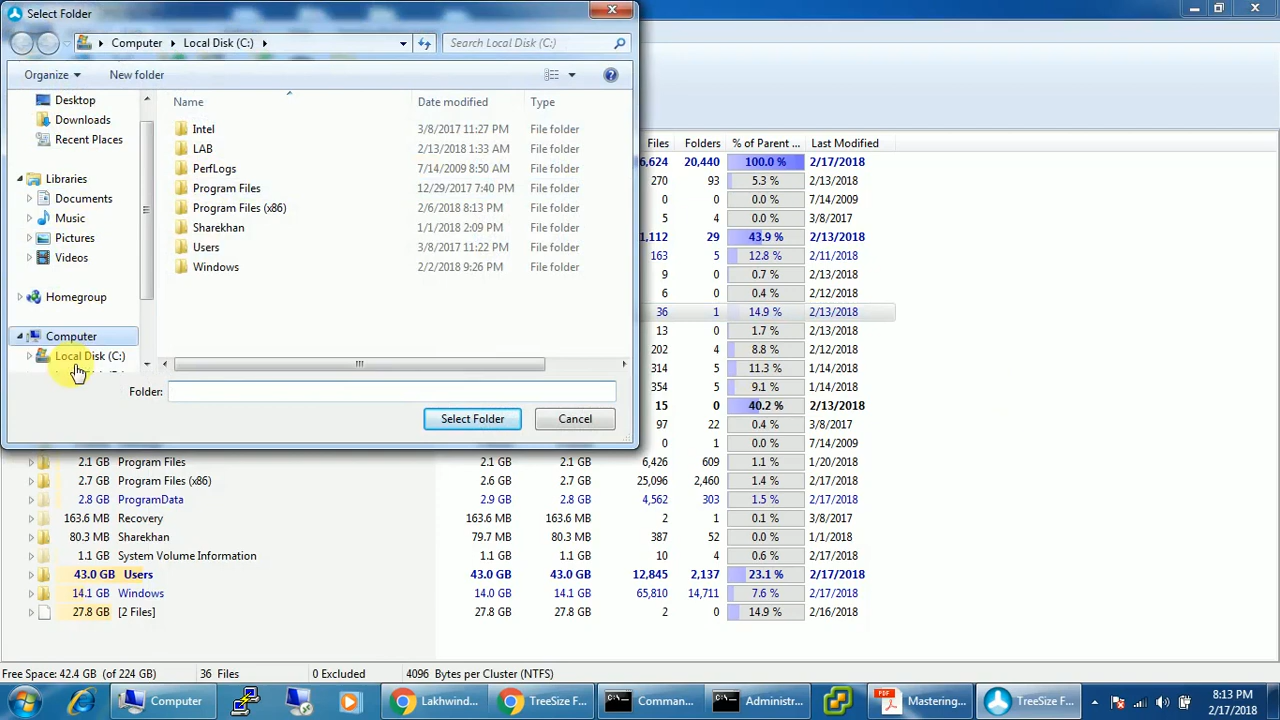 Select Folder
Computer Local Disk (C:) Search Local Disk (C:)
Organize New folder
Desktop
Downloads
Recent Places
Libraries
Documents
Music
Pictures
Videos
Homegroup
Computer
Local Disk (C:)
Name Date modified Type
Intel 3/8/2017 11:27 PM File folder
LAB 2/13/2018 1:33 AM File folder
PerfLogs 7/14/2009 8:50 AM File folder
Program Files 12/29/2017 7:40 PM File folder
Program Files (x86) 2/6/2018 8:13 PM File folder
Sharekhan 1/1/2018 2:09 PM File folder
Users 3/8/2017 11:22 PM File folder
Windows 2/2/2018 9:26 PM File folder
Folder:
Select Folder Cancel
Files Folders % of Parent ... Last Modified
6,624 20,440 100.0 % 2/17/2018
270 93 5.3 % 2/13/2018
0 0 0.0 % 7/14/2009
5 4 0.0 % 3/8/2017
1,112 29 43.9 % 2/13/2018
163 5 12.8 % 2/11/2018
9 0 0.7 % 2/13/2018
6 0 0.4 % 2/12/2018
36 1 14.9 % 2/13/2018
13 0 1.7 % 2/13/2018
202 4 8.8 % 1/12/2018
314 5 11.3 % 1/14/2018
354 5 9.1 % 1/13/2018
15 0 40.2 % 2/13/2018
97 22 0.4 % 3/8/2017
0 1 0.0 % 7/14/2009
2.1 GB Program Files 2.1 GB 2.1 GB 6,426 609 1.1 % 1/20/2018
2.7 GB Program Files (x86) 2.6 GB 2.7 GB 25,096 2,460 1.4 % 2/17/2018
2.8 GB ProgramData 2.9 GB 2.8 GB 4,562 303 1.5 % 2/17/2018
163.6 MB Recovery 163.6 MB 163.6 MB 2 1 0.1 % 3/8/2017
80.3 MB Sharekhan 79.7 MB 80.3 MB 387 52 0.0 % 1/1/2018
1.1 GB System Volume Information 1.1 GB 1.1 GB 10 4 0.6 % 2/17/2018
43.0 GB Users 43.0 GB 43.0 GB 12,845 2,137 23.1 % 2/17/2018
14.1 GB Windows 14.0 GB 14.1 GB 65,810 14,711 7.6 % 2/17/2018
27.8 GB [2 Files] 27.8 GB 27.8 GB 2 0 14.9 % 2/16/2018
Free Space: 42.4 GB (of 224 GB) 36 Files 0 Excluded 4096 Bytes per Cluster (NTFS)
Computer Lakhwind... TreeSize F... Comman... Administr... Mastering... TreeSize F...
8:13 PM
2/17/2018